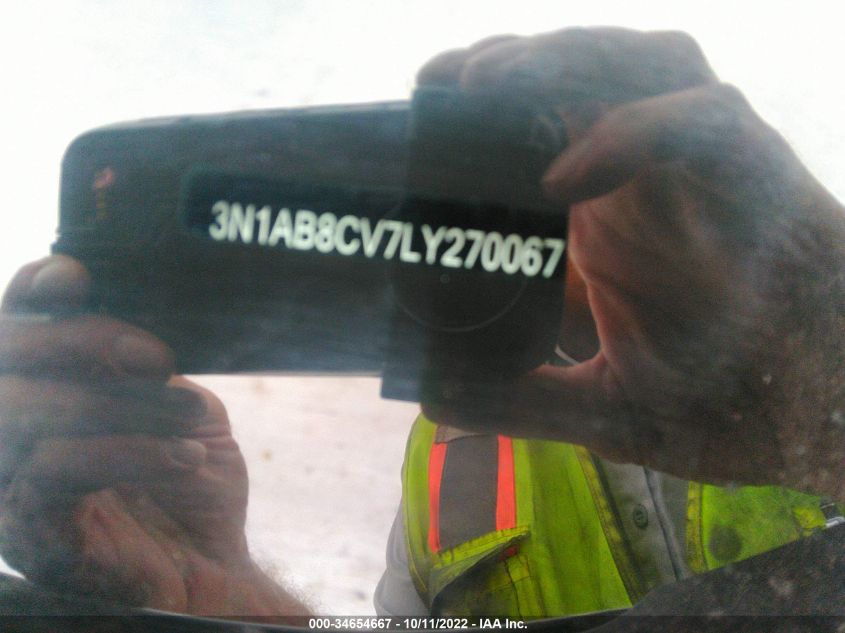 3N1AB8CV7LY270067
000-34654667 - 10/11/2022 - IAA Inc.